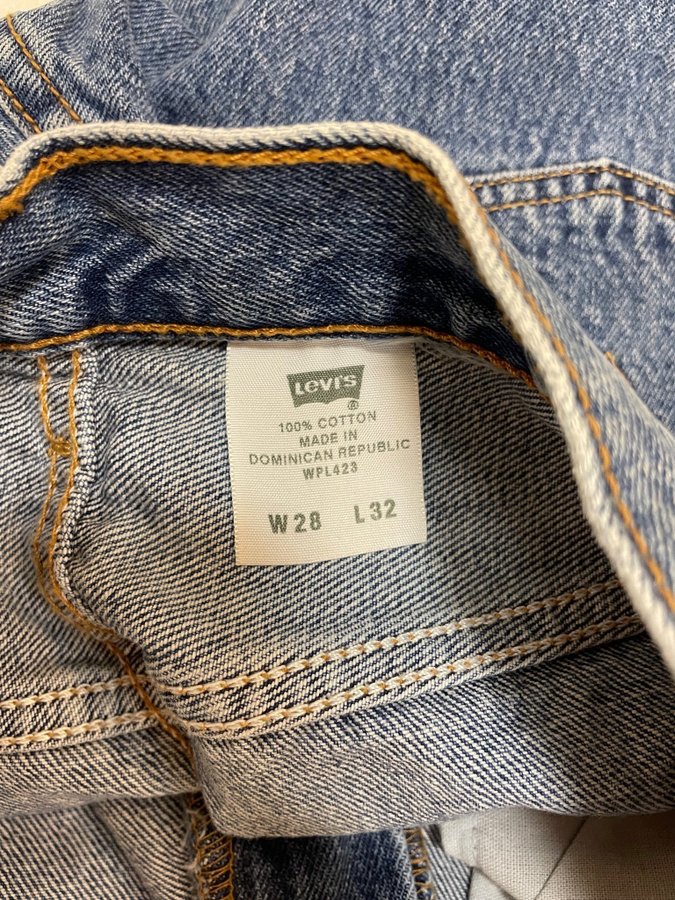 Levi's
®
100% COTTON
MADE IN
DOMINICAN REPUBLIC
WPL423
W28 L32